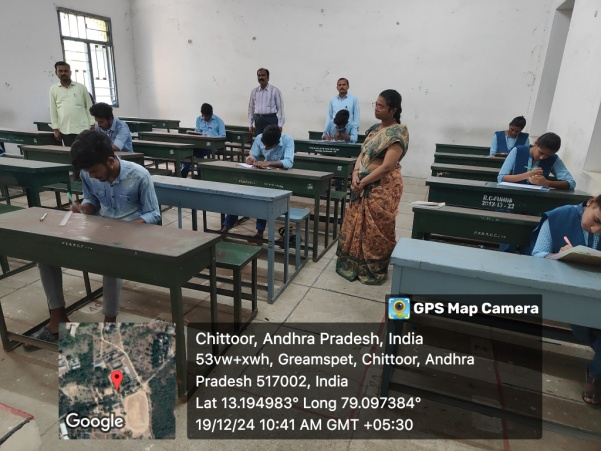 GPS Map Camera
Chittoor, Andhra Pradesh, India
53vw+xwh, Greamspet, Chittoor, Andhra
Pradesh 517002, India
Lat 13.194983° Long 79.097384°
19/12/24 10:41 AM GMT +05:30
Google